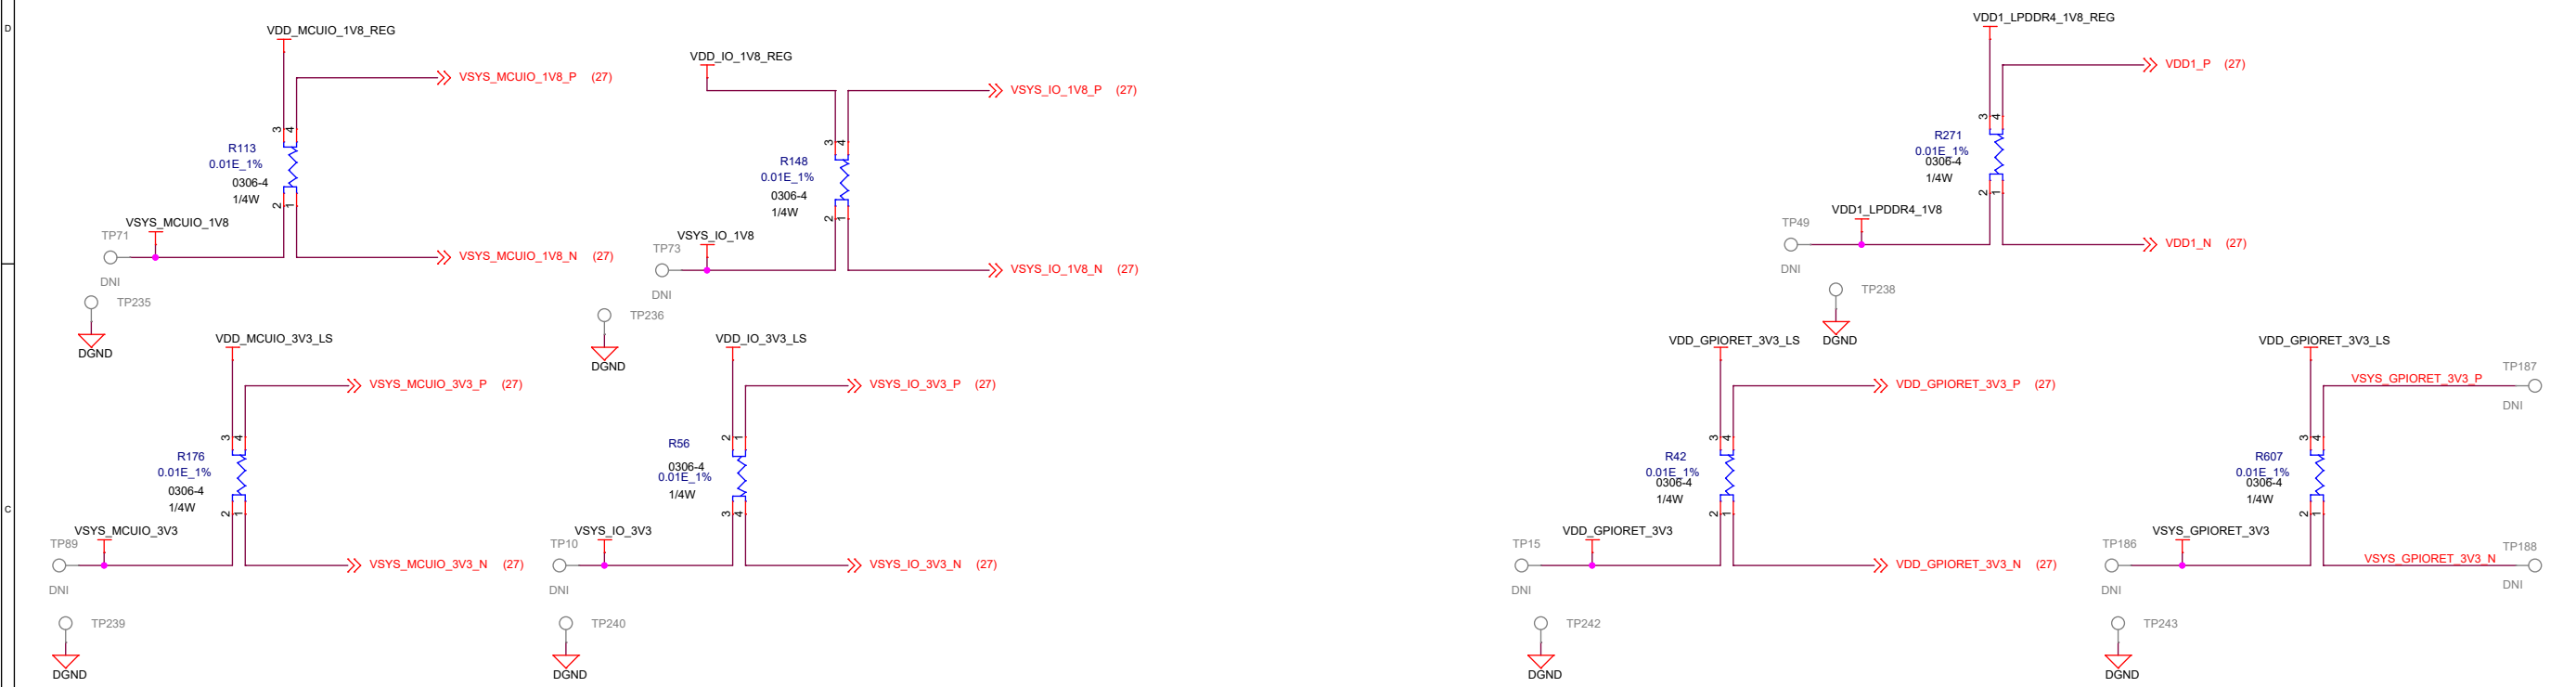 D
VDD_MCUIO_1V8_REG
VSYS_MCUIO_1V8_P (27)
3 4
R113
0.01E_1%
0306-4
1/4W
2 1
VSYS_MCUIO_1V8
TP71
DNI
VSYS_MCUIO_1V8_N (27)
TP235
DGND
VDD_IO_1V8_REG
VSYS_IO_1V8_P (27)
3 4
R148
0.01E_1%
0306-4
1/4W
2 1
VSYS_IO_1V8
TP73
DNI
VSYS_IO_1V8_N (27)
TP236
DGND
VDD1_LPDDR4_1V8_REG
VDD1_P (27)
3 4
R271
0.01E_1%
0306-4
1/4W
2 1
VDD1_LPDDR4_1V8
TP49
DNI
VDD1_N (27)
TP238
DGND
C
VDD_MCUIO_3V3_LS
VSYS_MCUIO_3V3_P (27)
3 4
R176
0.01E_1%
0306-4
1/4W
2 1
VSYS_MCUIO_3V3
TP89
DNI
VSYS_MCUIO_3V3_N (27)
TP239
DGND
VDD_IO_3V3_LS
VSYS_IO_3V3_P (27)
2 1
R56
0306-4
0.01E_1%
1/4W
3 4
VSYS_IO_3V3
TP10
DNI
VSYS_IO_3V3_N (27)
TP240
DGND
VDD_GPIORET_3V3_LS
VDD_GPIORET_3V3_P (27)
3 4
R42
0.01E_1%
0306-4
1/4W
2 1
VDD_GPIORET_3V3
TP15
DNI
VDD_GPIORET_3V3_N (27)
TP242
DGND
VDD_GPIORET_3V3_LS
VSYS_GPIORET_3V3_P
TP187
DNI
3 4
R607
0.01E_1%
0306-4
1/4W
2 1
VSYS_GPIORET_3V3
TP186
DNI
VSYS_GPIORET_3V3_N
TP188
DNI
TP243
DGND